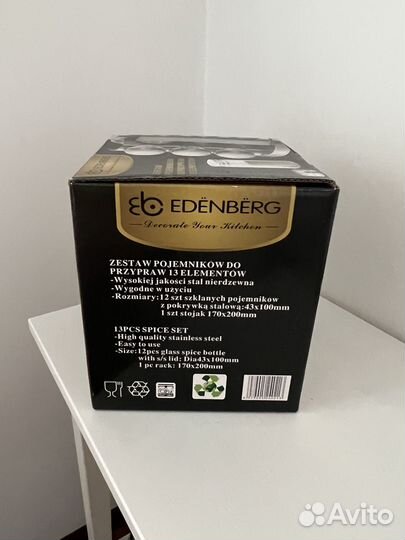 EDËNBËRG
Decorate Your Kitchen
ZESTAW POJEMNIKOW DO
PRZYPRAW 13 ELEMENTOW
-Wysokiej jakosci stal nierdzewna
-Wygodne w uzyciu
-Rozmiary:12 szt szklanych pojemnikow
z pokrywką stalową:43x100mm
1 szt stojak 170x200mm
13PCS SPICE SET
-High quality stainless steel
-Easy to use
-Size:12pcs glass spice bottle
with s/s lid: Dia43x100mm
1 pc rack: 170x200mm
Avito